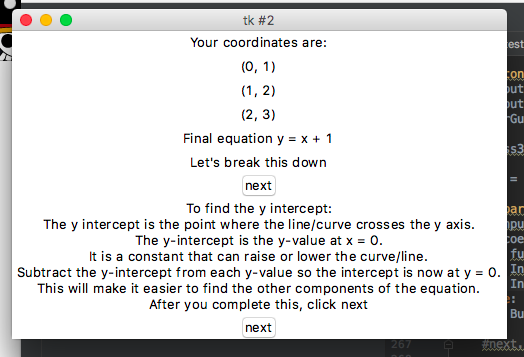 tk #2
Your coordinates are:
(0, 1)
(1, 2)
(2, 3)
Final equation y = x + 1
Let's break this down
next
To find the y intercept:
The y intercept is the point where the line/curve crosses the y axis.
The y-intercept is the y-value at x = 0.
It is a constant that can raise or lower the curve/line.
Subtract the y-intercept from each y-value so the intercept is now at y = 0.
This will make it easier to find the other components of the equation.
After you complete this, click next
next
267
#next.